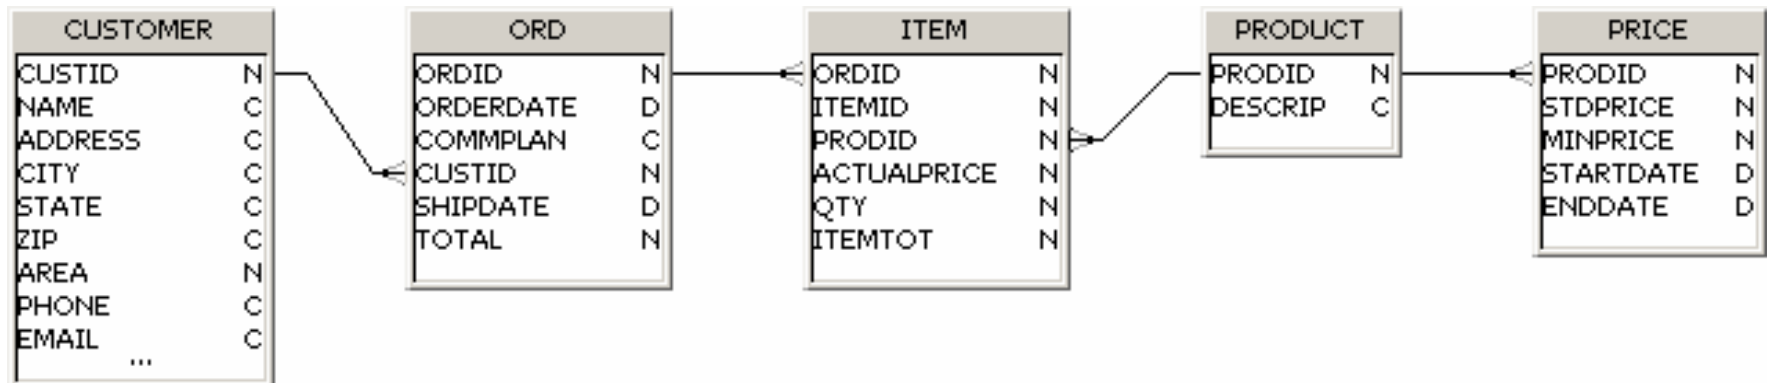 CUSTOMER
CUSTID N
NAME C
ADDRESS C
CITY C
STATE C
ZIP C
AREA N
PHONE C
EMAIL C
...
ORD
ORDID N
ORDERDATE D
COMMPLAN C
CUSTID N
SHIPDATE D
TOTAL N
ITEM
ORDID N
ITEMID N
PRODID N
ACTUALPRICE N
QTY N
ITEMTOT N
PRODUCT
PRODID N
DESCRIP C
PRICE
PRODID N
STDPRICE N
MINPRICE N
STARTDATE D
ENDDATE D